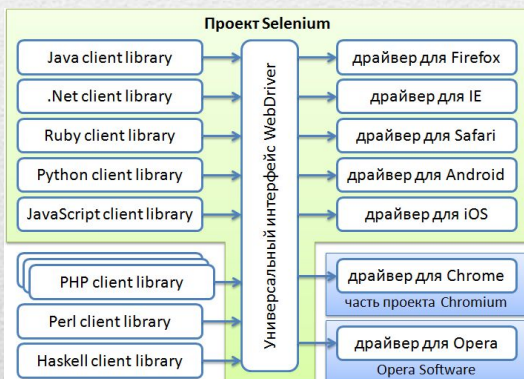 Проект Selenium
Java client library
.Net client library
Ruby client library
Python client library
JavaScript client library
PHP client library
Perl client library
Haskell client library
Универсальный интерфейс WebDriver
драйвер для Firefox
драйвер для IE
драйвер для Safari
драйвер для Android
драйвер для iOS
драйвер для Chrome
часть проекта Chromium
драйвер для Opera
Opera Software